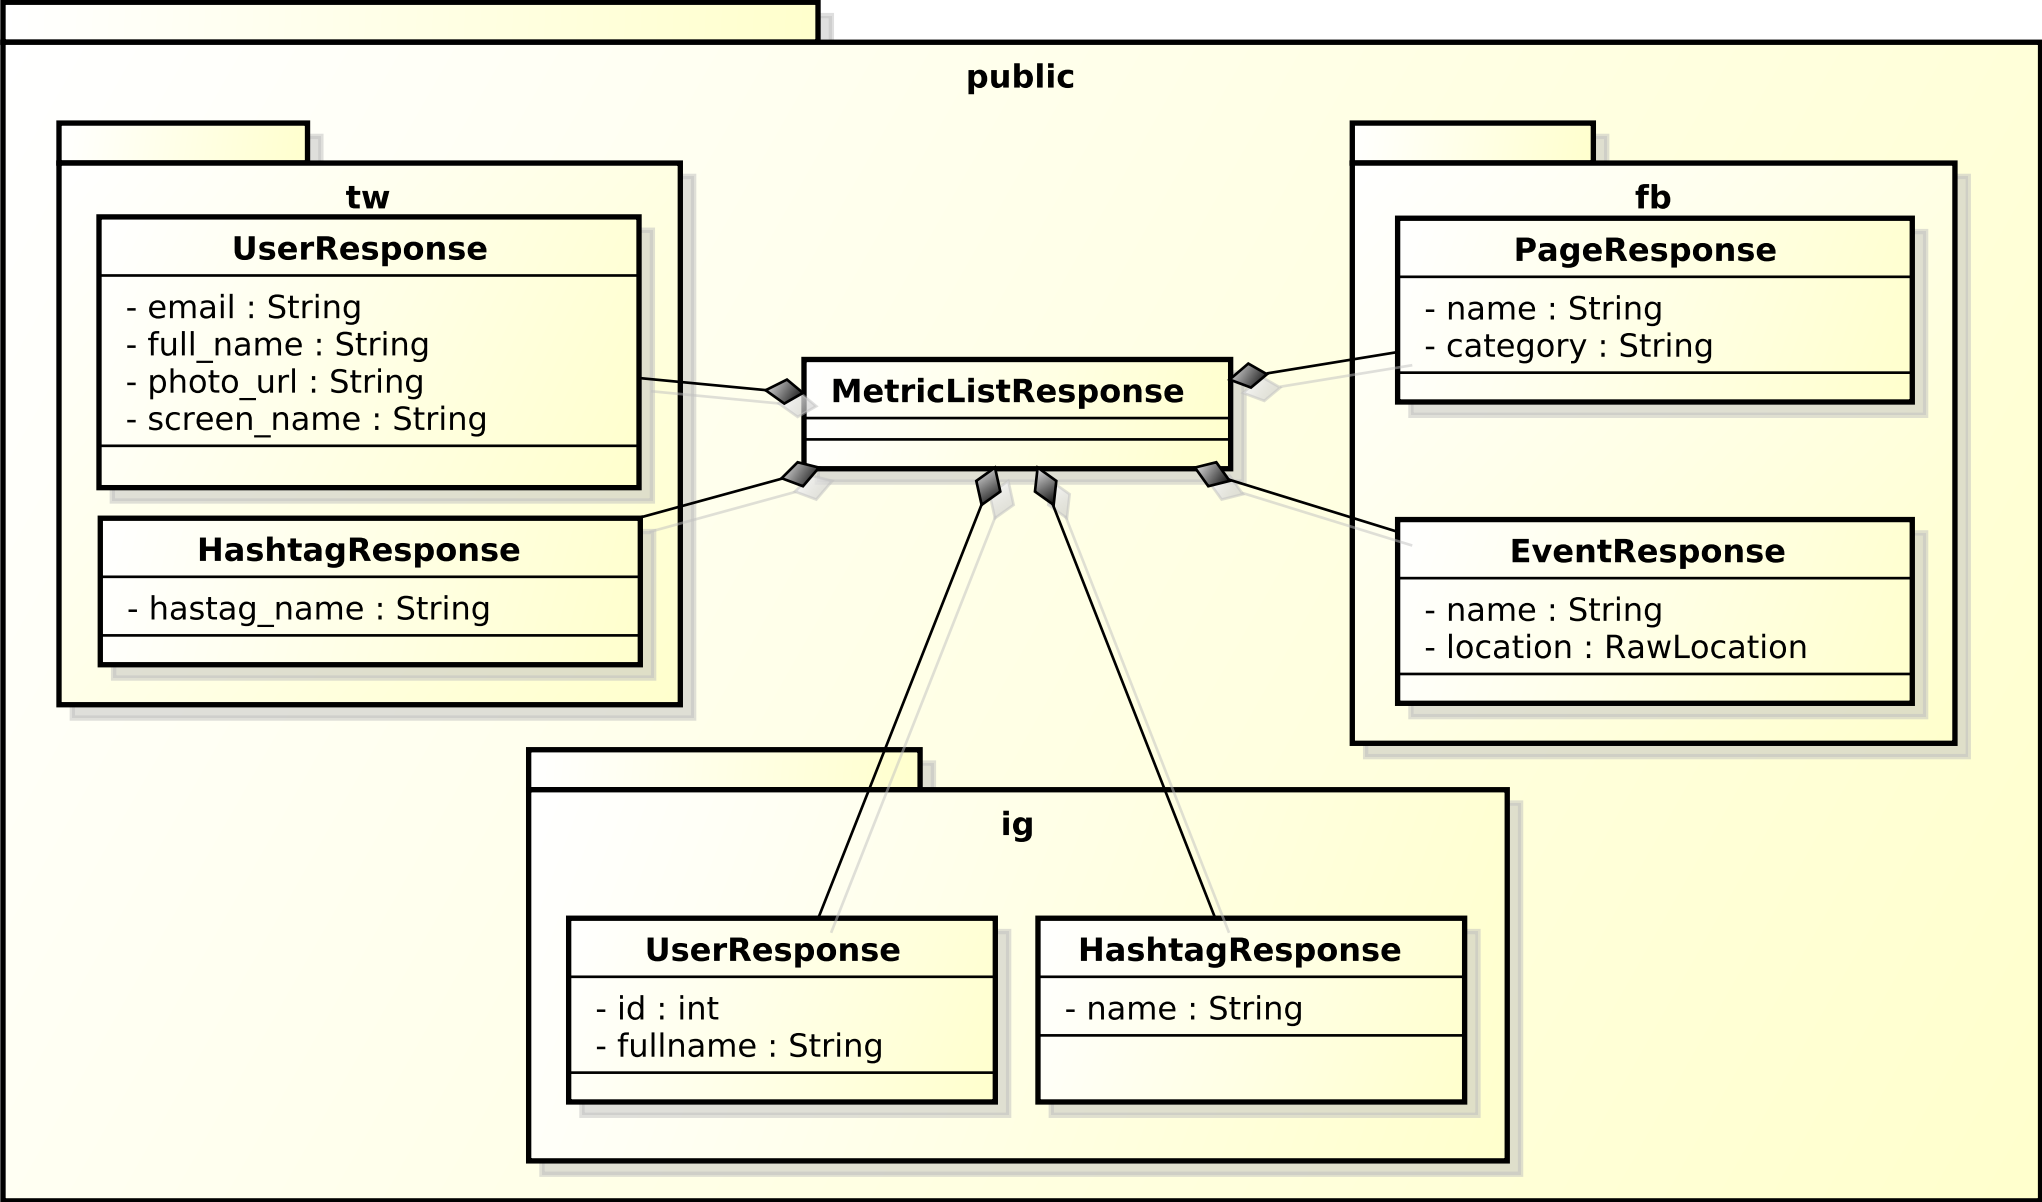 public
tw
UserResponse
- email : String
- full_name : String
- photo_url : String
- screen_name : String
HashtagResponse
- hastag_name : String
MetricListResponse
fb
PageResponse
- name : String
- category : String
EventResponse
- name : String
- location : RawLocation
ig
UserResponse
- id : int
- fullname : String
HashtagResponse
- name : String